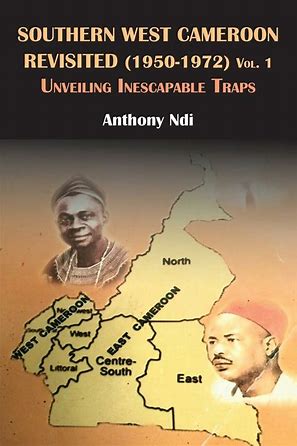 SOUTHERN WEST CAMEROON
REVISITED (1950-1972) VOL. 1
UNVEILING INESCAPABLE TRAPS
Anthony Ndi
North
WEST CAMEROON
EAST CAMEROON
West
Littoral
Centre-
South
East